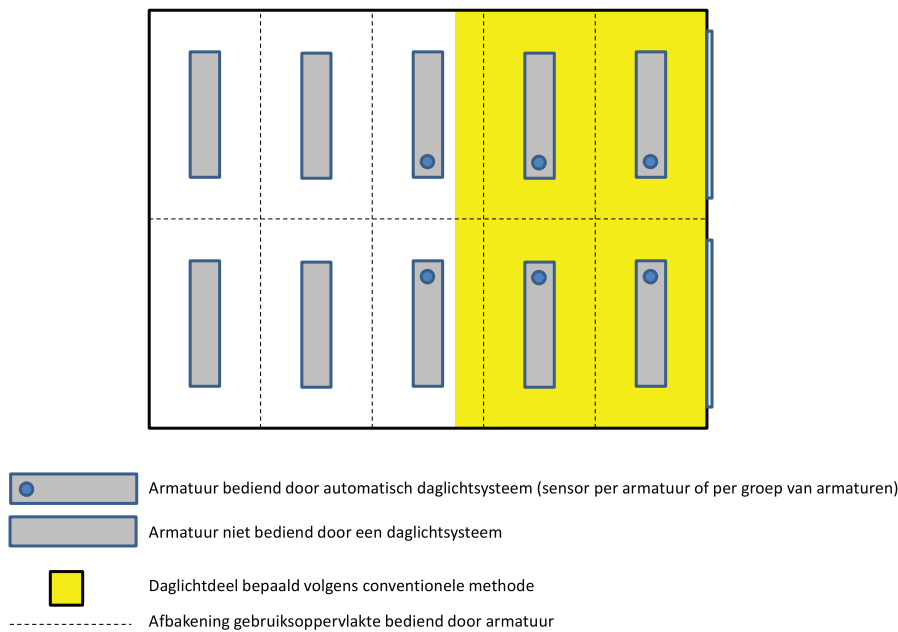 Armatuur bediend door automatisch daglichtsysteem (sensor per armatuur of per groep van armaturen)
Armatuur niet bediend door een daglichtsysteem
Daglichtdeel bepaald volgens conventionele methode
Afbakening gebruiksoppervlakte bediend door armatuur